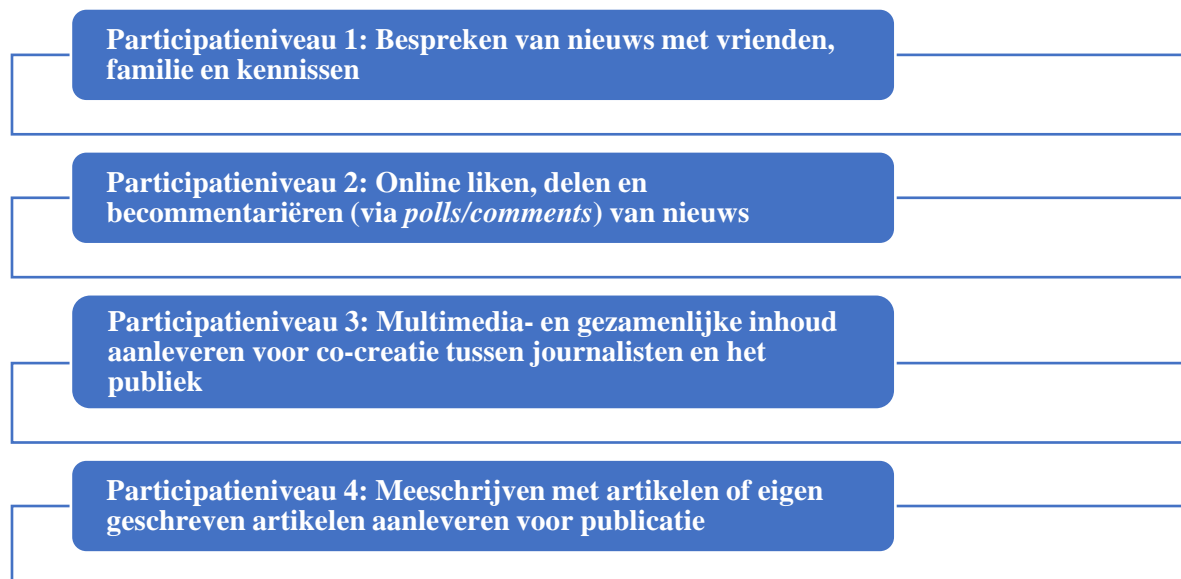 Participatieniveau 1: Bespreken van nieuws met vrienden,
familie en kennissen
Participatieniveau 2: Online liken, delen en
becommentariëren (via polls/comments) van nieuws
Participatieniveau 3: Multimedia- en gezamenlijke inhoud
aanleveren voor co-creatie tussen journalisten en het
publiek
Participatieniveau 4: Meeschrijven met artikelen of eigen
geschreven artikelen aanleveren voor publicatie